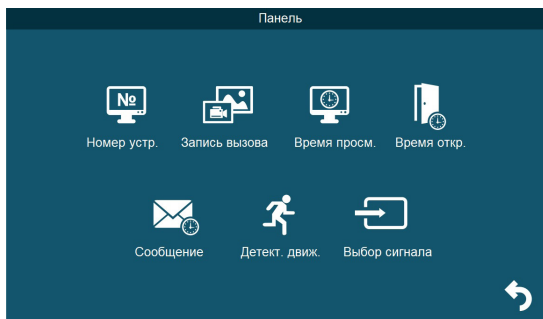 Панель
№
Номер устр.
Запись вызова
Время просм.
Время откр.
Сообщение
Детект. движ.
Выбор сигнала